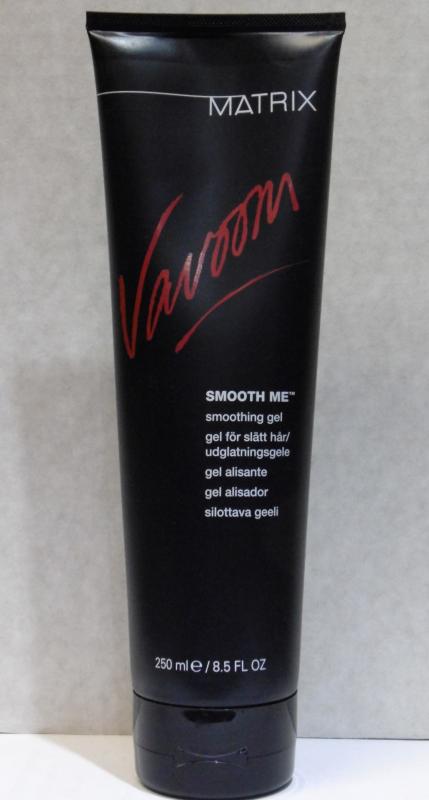 MATRIX
Vavoom
SMOOTH ME™
smoothing gel
gel för slätt hår/
udglatningsgele
gel alisante
gel alisador
silottava geeli
250 ml℮ / 8.5 FL OZ